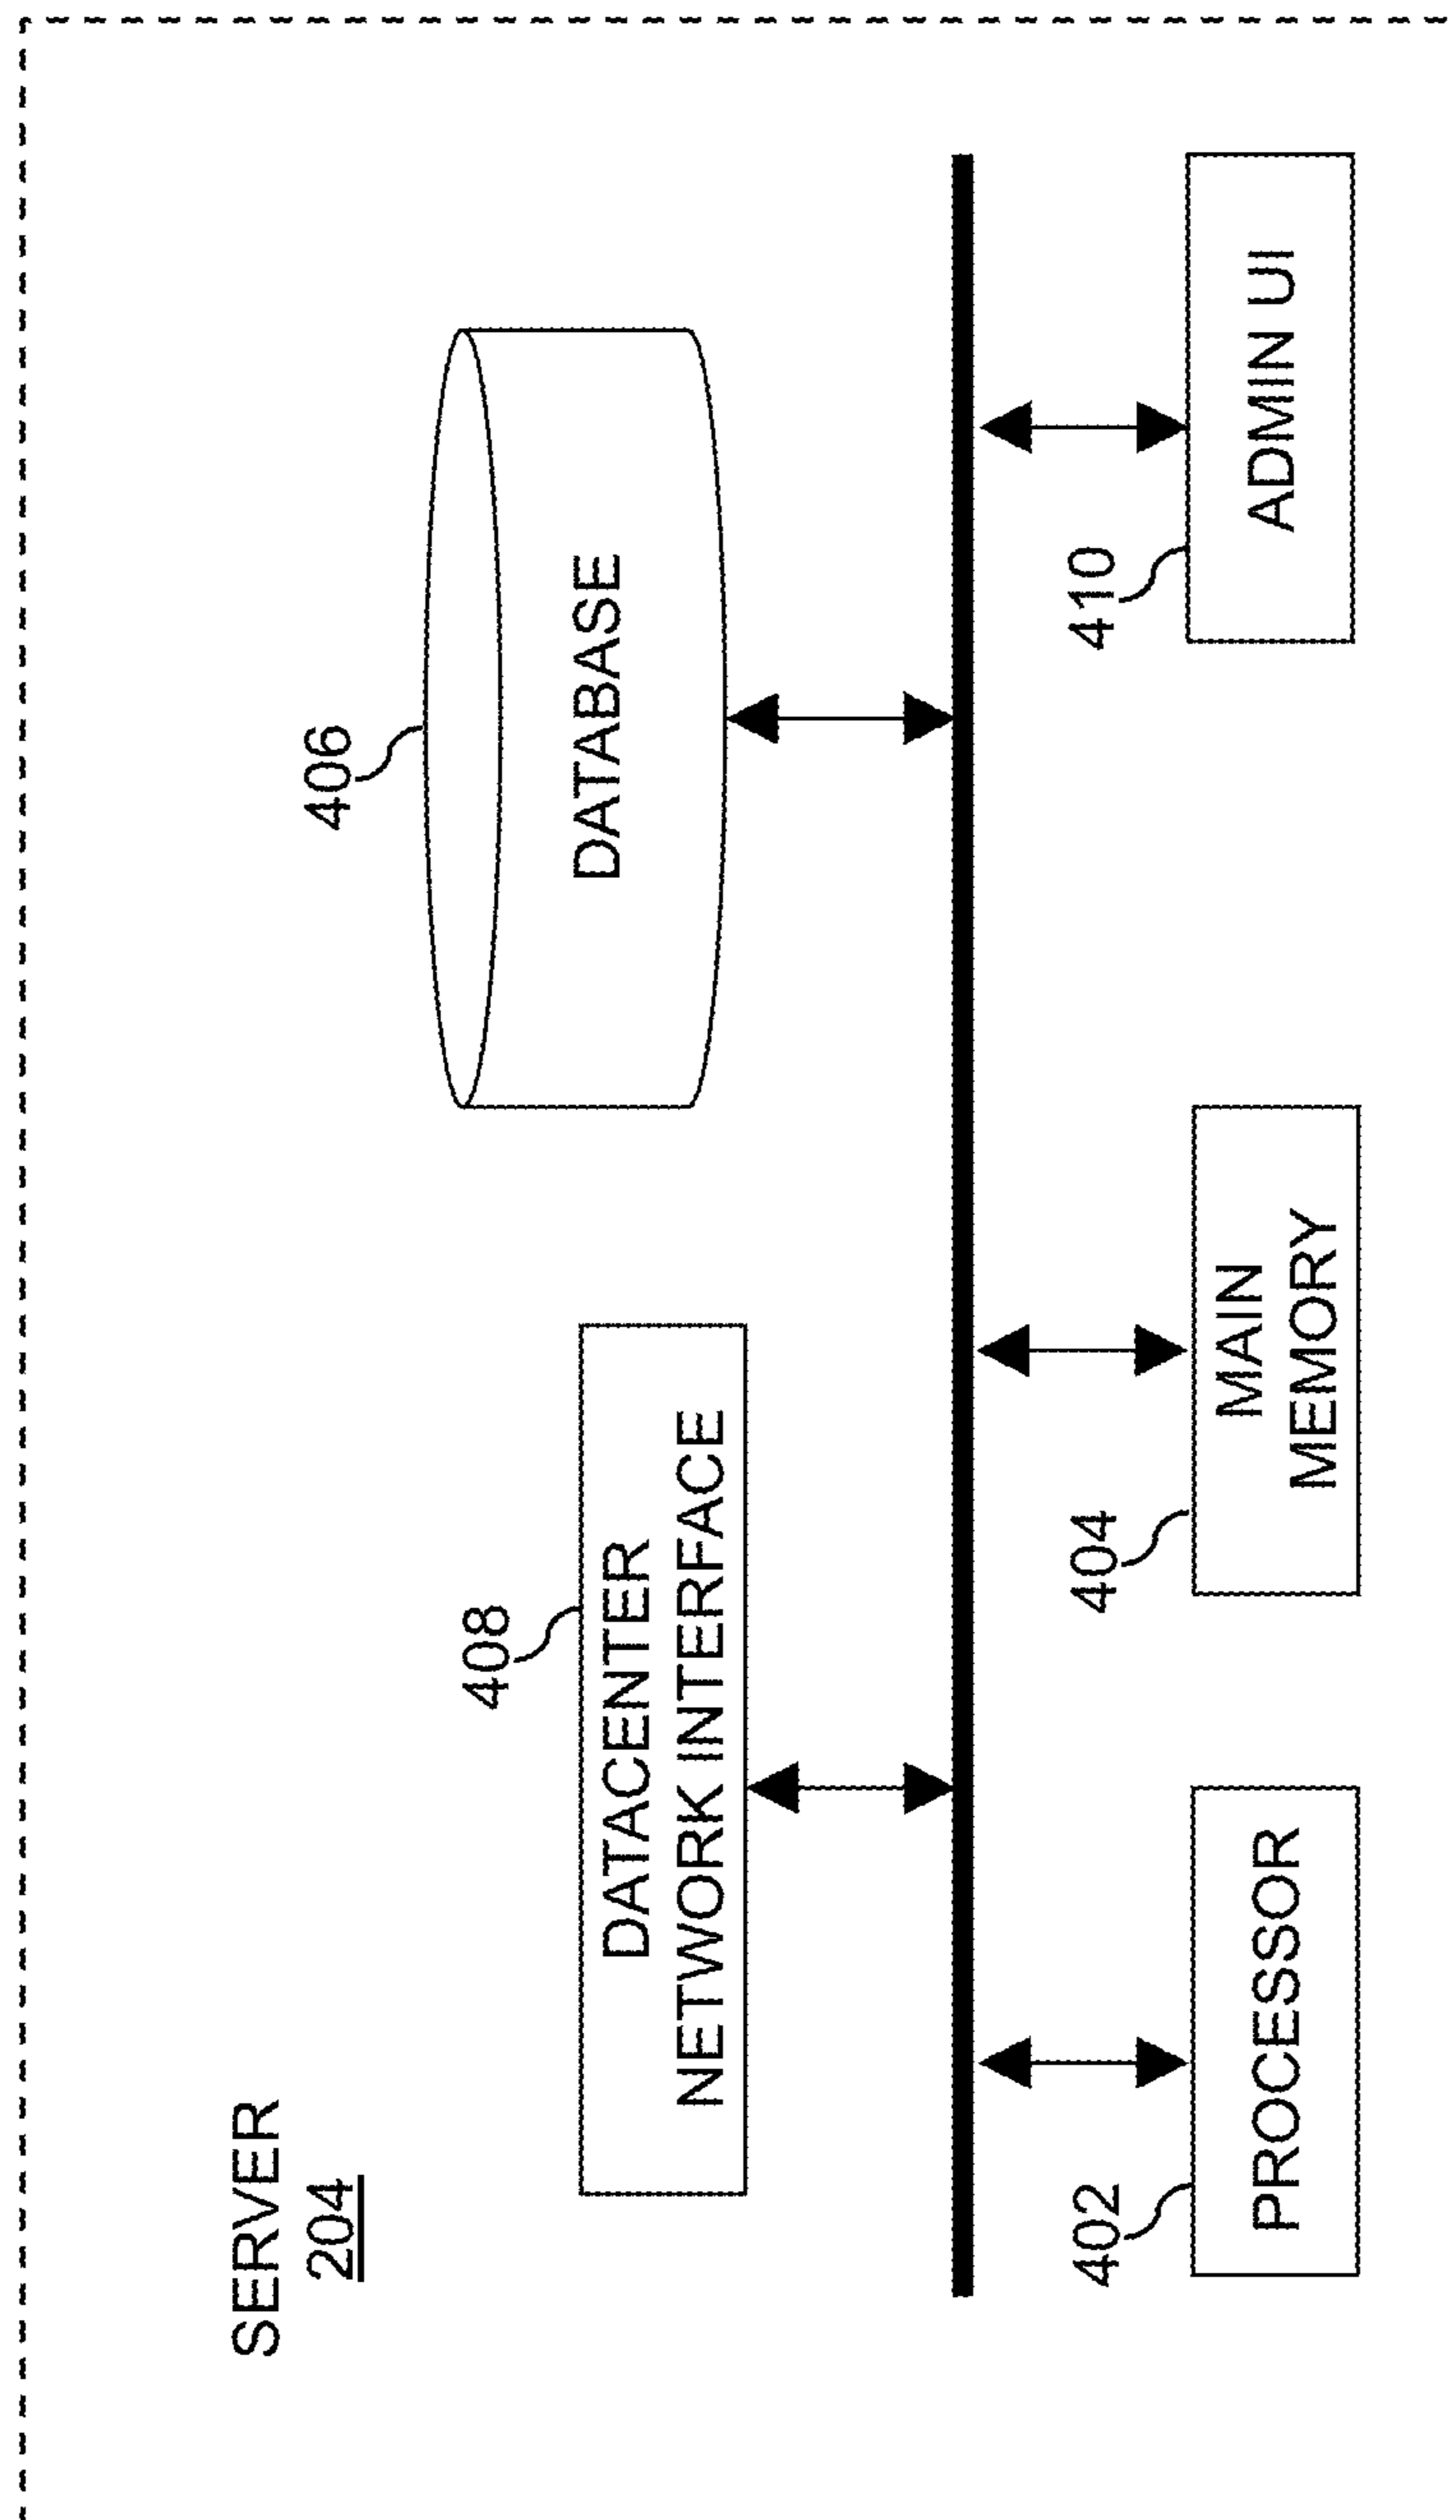 SERVER
204
406
408
DATABASE
DATACENTER
NETWORK INTERFACE
402
404
410
PROCESSOR
MAIN
MEMORY
ADMIN UI